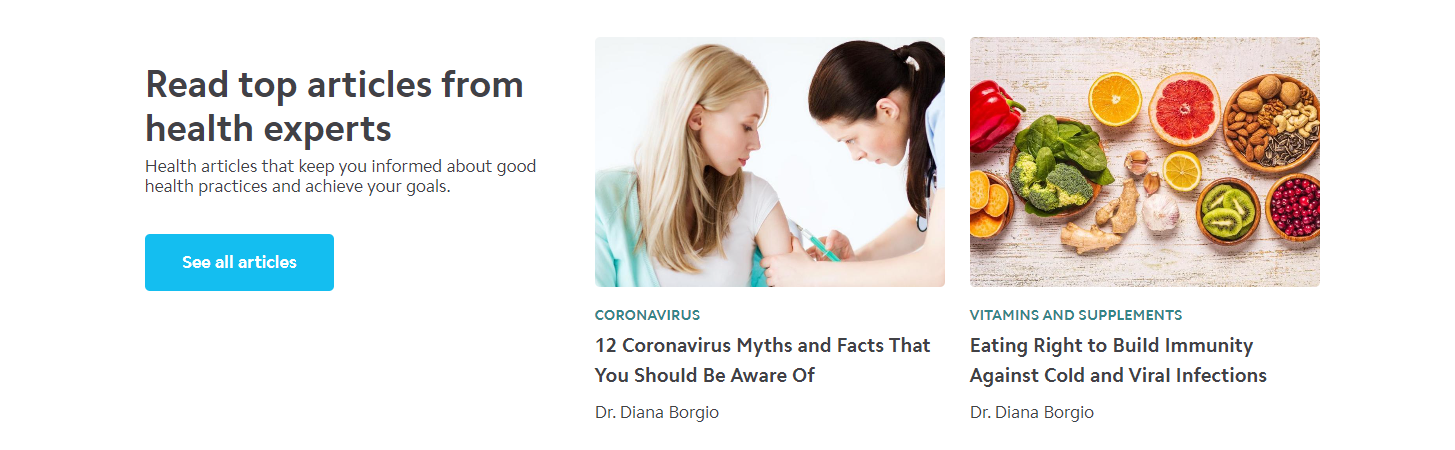 Read top articles from
health experts
Health articles that keep you informed about good
health practices and achieve your goals.
See all articles
CORONAVIRUS
12 Coronavirus Myths and Facts That
You Should Be Aware Of
Dr. Diana Borgio
VITAMINS AND SUPPLEMENTS
Eating Right to Build Immunity
Against Cold and Viral Infections
Dr. Diana Borgio